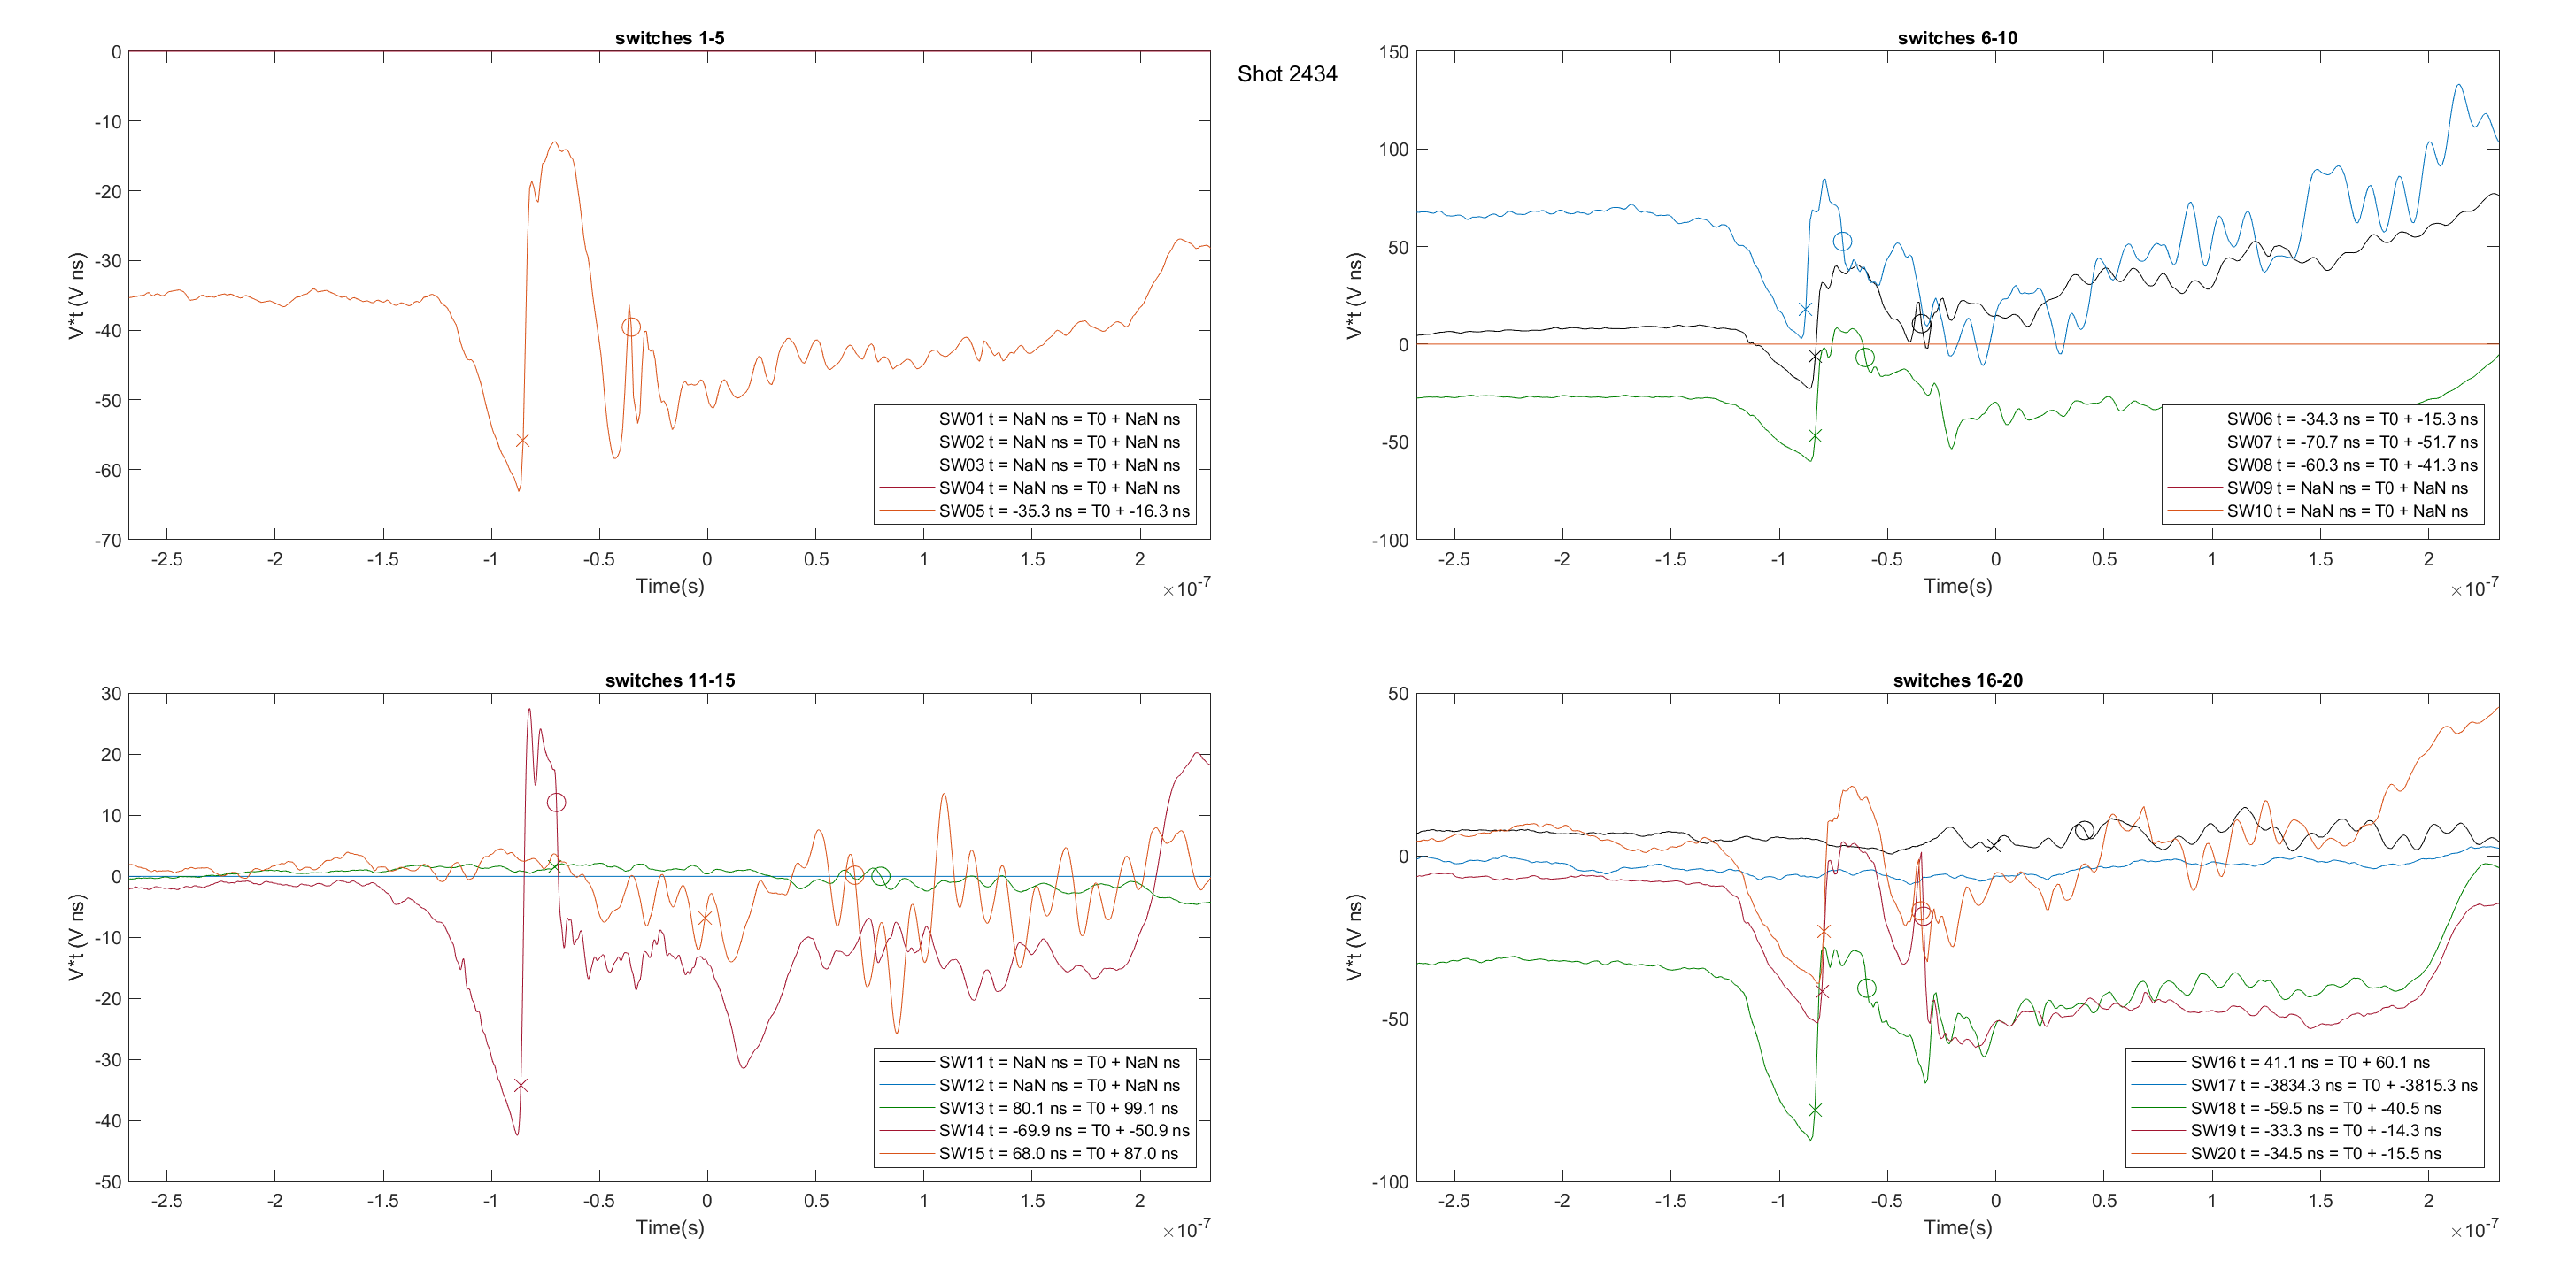 Shot 2434
switches 1-5
0
-10
-20
-30
-40
-50
-60
-70
V*t (V ns)
-2.5 -2 -1.5 -1 -0.5 0 0.5 1 1.5 2
Time(s)
×10-7
SW01 t = NaN ns = T0 + NaN ns
SW02 t = NaN ns = T0 + NaN ns
SW03 t = NaN ns = T0 + NaN ns
SW04 t = NaN ns = T0 + NaN ns
SW05 t = -35.3 ns = T0 + -16.3 ns
switches 6-10
150
100
50
0
-50
-100
V*t (V ns)
-2.5 -2 -1.5 -1 -0.5 0 0.5 1 1.5 2
Time(s)
×10-7
SW06 t = -34.3 ns = T0 + -15.3 ns
SW07 t = -70.7 ns = T0 + -51.7 ns
SW08 t = -60.3 ns = T0 + -41.3 ns
SW09 t = NaN ns = T0 + NaN ns
SW10 t = NaN ns = T0 + NaN ns
switches 11-15
30
20
10
0
-10
-20
-30
-40
-50
V*t (V ns)
-2.5 -2 -1.5 -1 -0.5 0 0.5 1 1.5 2
Time(s)
×10-7
SW11 t = NaN ns = T0 + NaN ns
SW12 t = NaN ns = T0 + NaN ns
SW13 t = 80.1 ns = T0 + 99.1 ns
SW14 t = -69.9 ns = T0 + -50.9 ns
SW15 t = 68.0 ns = T0 + 87.0 ns
switches 16-20
50
0
-50
-100
V*t (V ns)
-2.5 -2 -1.5 -1 -0.5 0 0.5 1 1.5 2
Time(s)
×10-7
SW16 t = 41.1 ns = T0 + 60.1 ns
SW17 t = -3834.3 ns = T0 + -3815.3 ns
SW18 t = -59.5 ns = T0 + -40.5 ns
SW19 t = -33.3 ns = T0 + -14.3 ns
SW20 t = -34.5 ns = T0 + -15.5 ns